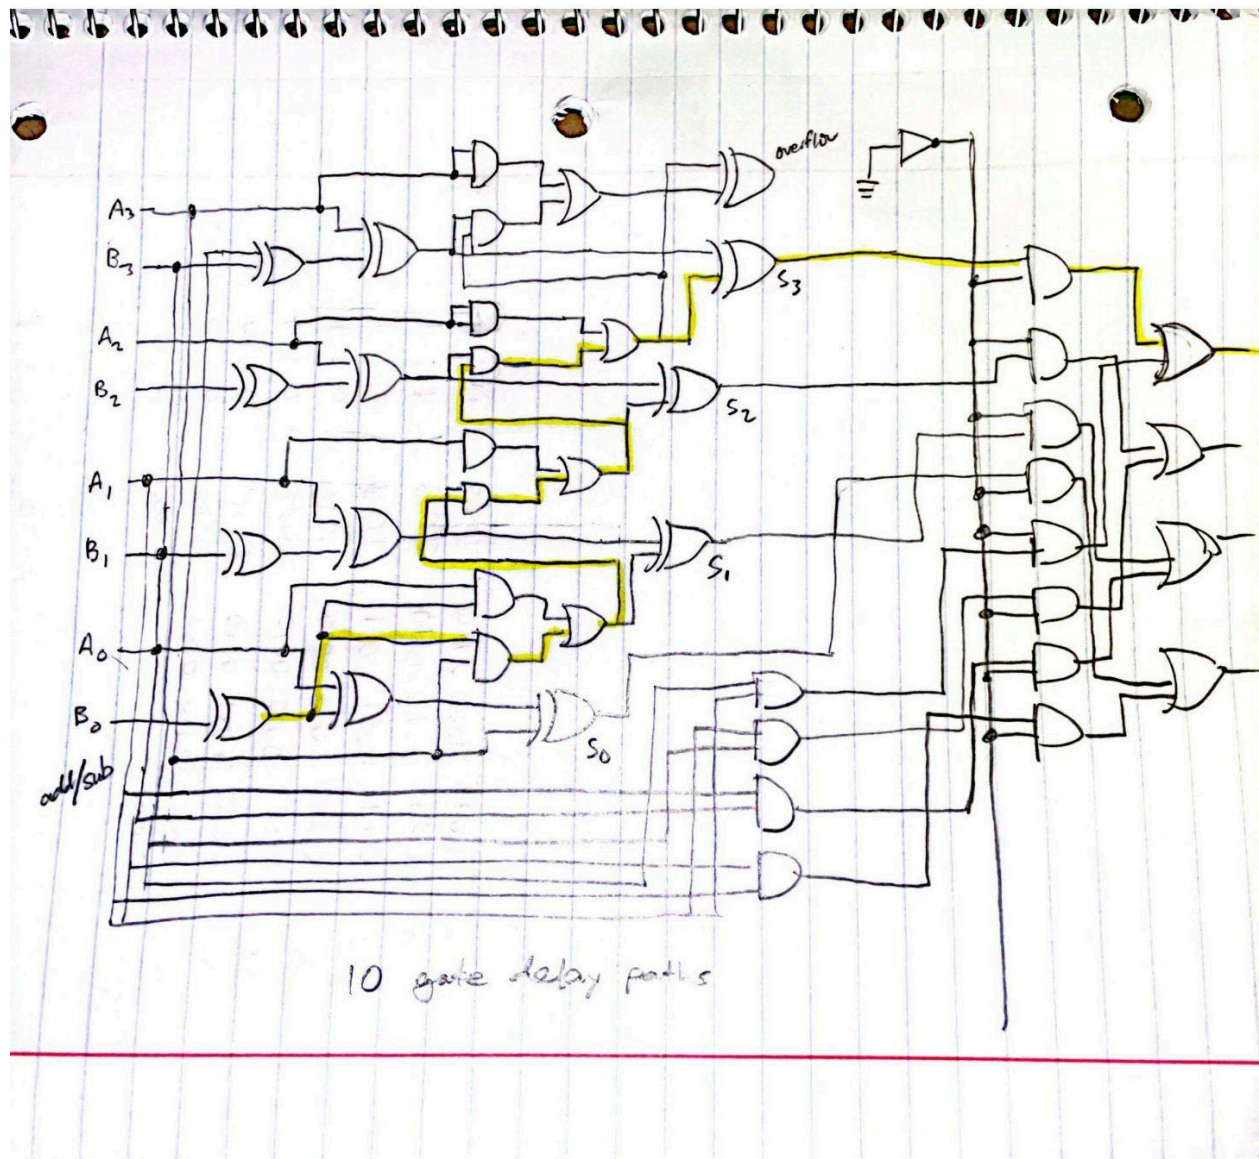 overflow
A₃
B₃
S₃
A₂
B₂
S₂
A₁
B₁
S₁
A₀
B₀
S₀
add/sub
10 gate delay paths